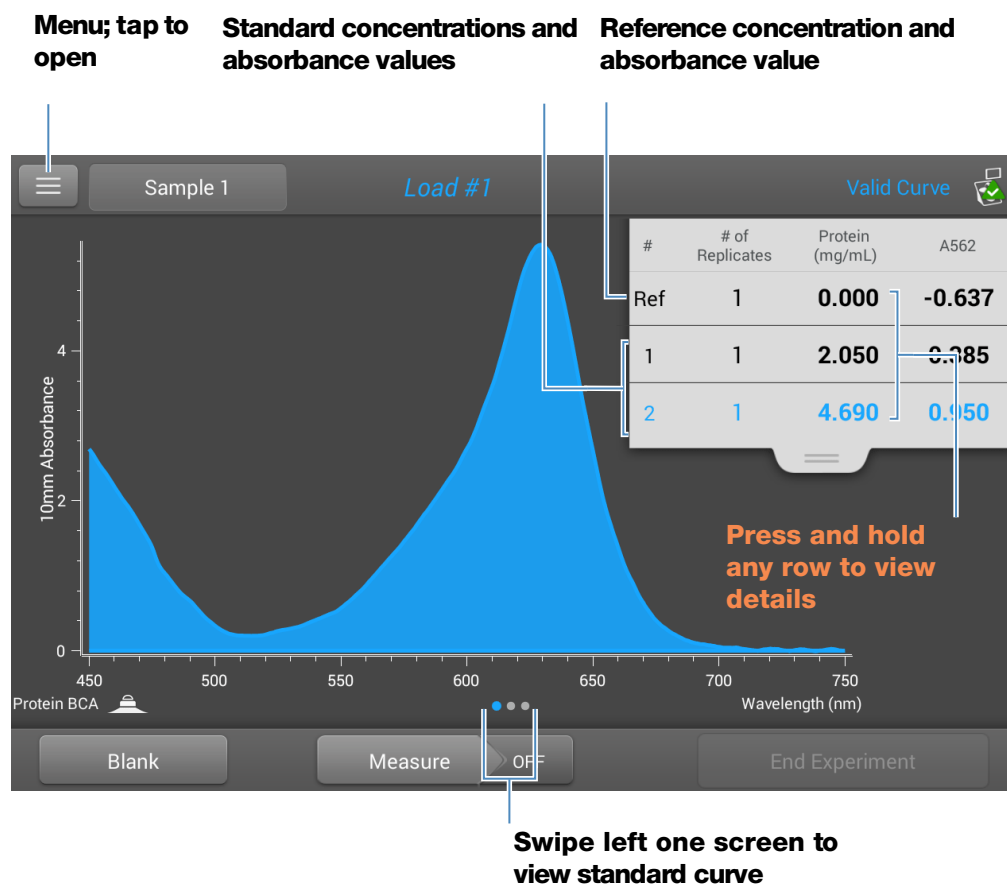 Menu; tap to
open
Standard concentrations and
absorbance values
Reference concentration and
absorbance value
Sample 1
Load #1
Valid Curve
# # of Replicates Protein (mg/mL) A562
Ref 1 0.000 -0.637
1 1 2.050 0.385
2 1 4.690 0.950
Press and hold
any row to view
details
10mm Absorbance
4
2
0
450 500 550 600 650 700 750
Protein BCA
Wavelength (nm)
Blank
Measure
OFF
End Experiment
Swipe left one screen to
view standard curve